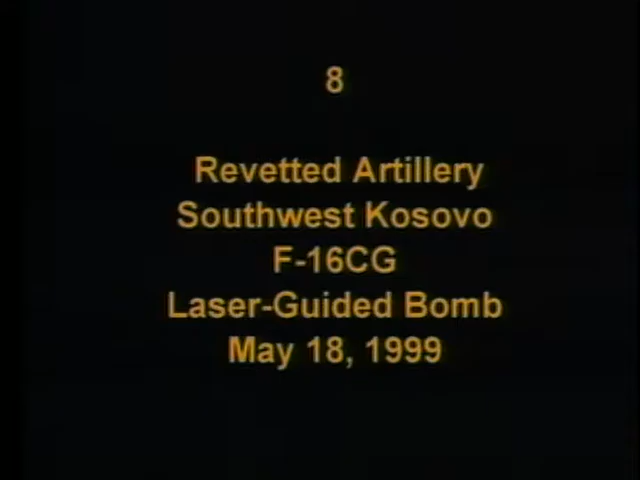 8
Revetted Artillery
Southwest Kosovo
F-16CG
Laser-Guided Bomb
May 18, 1999